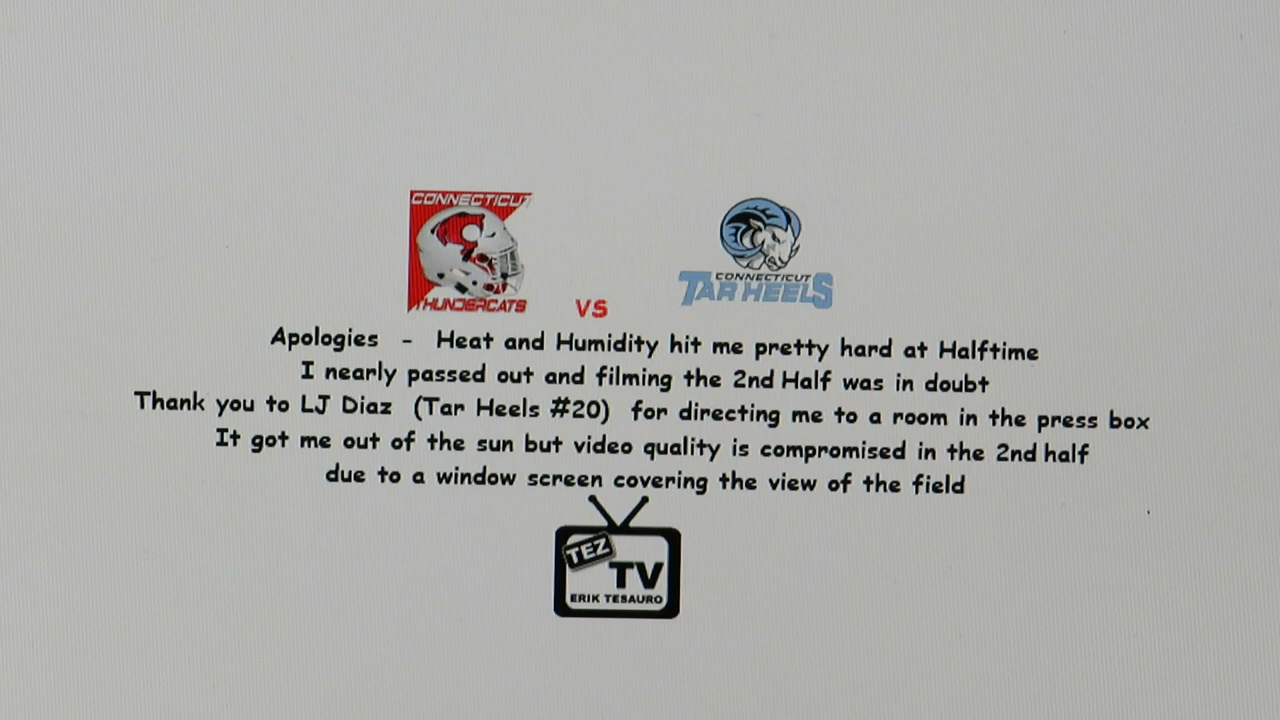 CONNECTICUT
THUNDERCATS
VS
CONNECTICUT
TAR HEELS
Apologies - Heat and Humidity hit me pretty hard at Halftime
I nearly passed out and filming the 2nd Half was in doubt
Thank you to LJ Diaz (Tar Heels #20) for directing me to a room in the press box
It got me out of the sun but video quality is compromised in the 2nd half
due to a window screen covering the view of the field
TEZ
TV
ERIK TESAURO